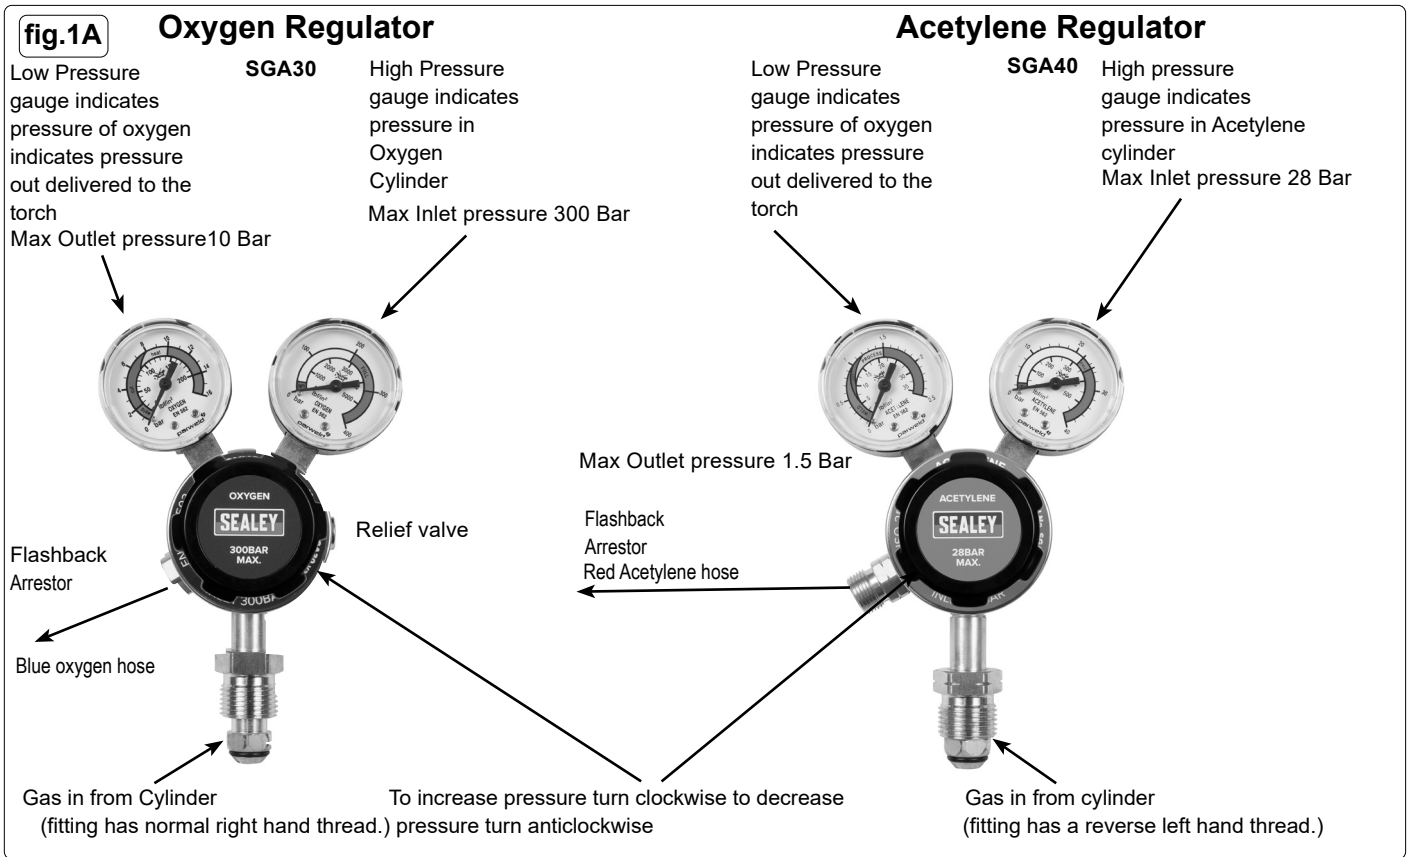 fig.1A
Oxygen Regulator
SGA30
Low Pressure
gauge indicates
pressure of oxygen
indicates pressure
out delivered to the
torch
Max Outlet pressure10 Bar
High Pressure
gauge indicates
pressure in
Oxygen
Cylinder
Max Inlet pressure 300 Bar
OXYGEN
SEALEY
300BAR
MAX.
Relief valve
Flashback
Arrestor
Blue oxygen hose
Gas in from Cylinder
(fitting has normal right hand thread.)
To increase pressure turn clockwise to decrease
pressure turn anticlockwise
Acetylene Regulator
SGA40
Low Pressure
gauge indicates
pressure of oxygen
indicates pressure
out delivered to the
torch
High pressure
gauge indicates
pressure in Acetylene
cylinder
Max Inlet pressure 28 Bar
Max Outlet pressure 1.5 Bar
ACETYLENE
SEALEY
28BAR
MAX.
Flashback
Arrestor
Red Acetylene hose
Gas in from cylinder
(fitting has a reverse left hand thread.)